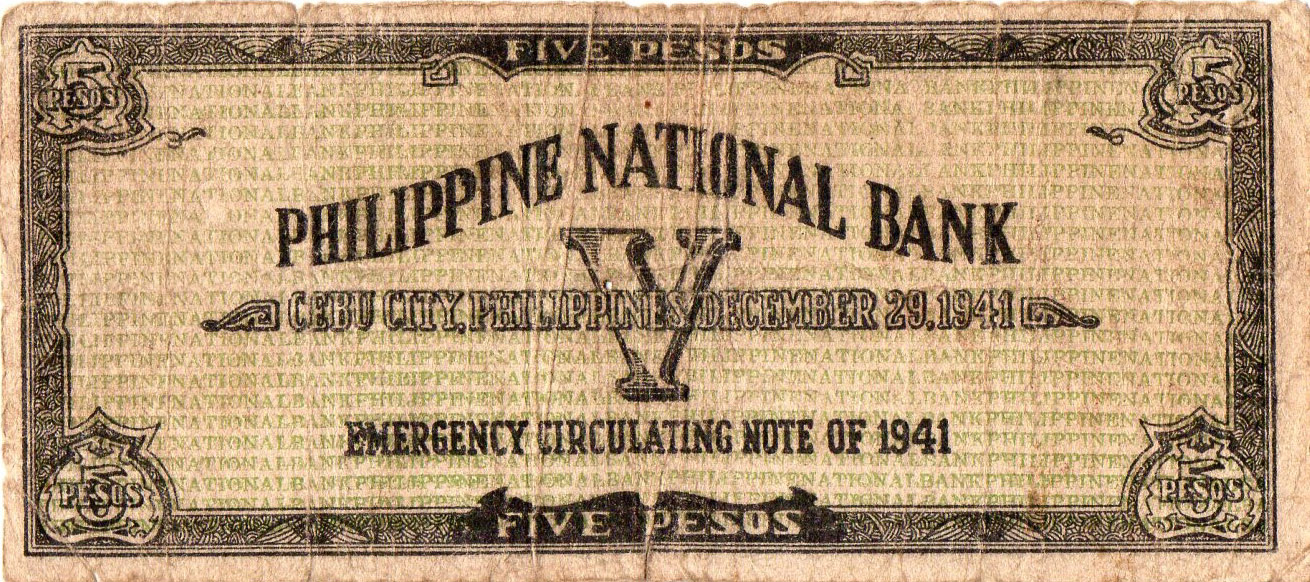 FIVE PESOS
5 PESOS
5 PESOS
PHILIPPINE NATIONAL BANK
V
CEBU CITY, PHILIPPINES, DECEMBER 29, 1941
EMERGENCY CIRCULATING NOTE OF 1941
5 PESOS
5 PESOS
FIVE PESOS